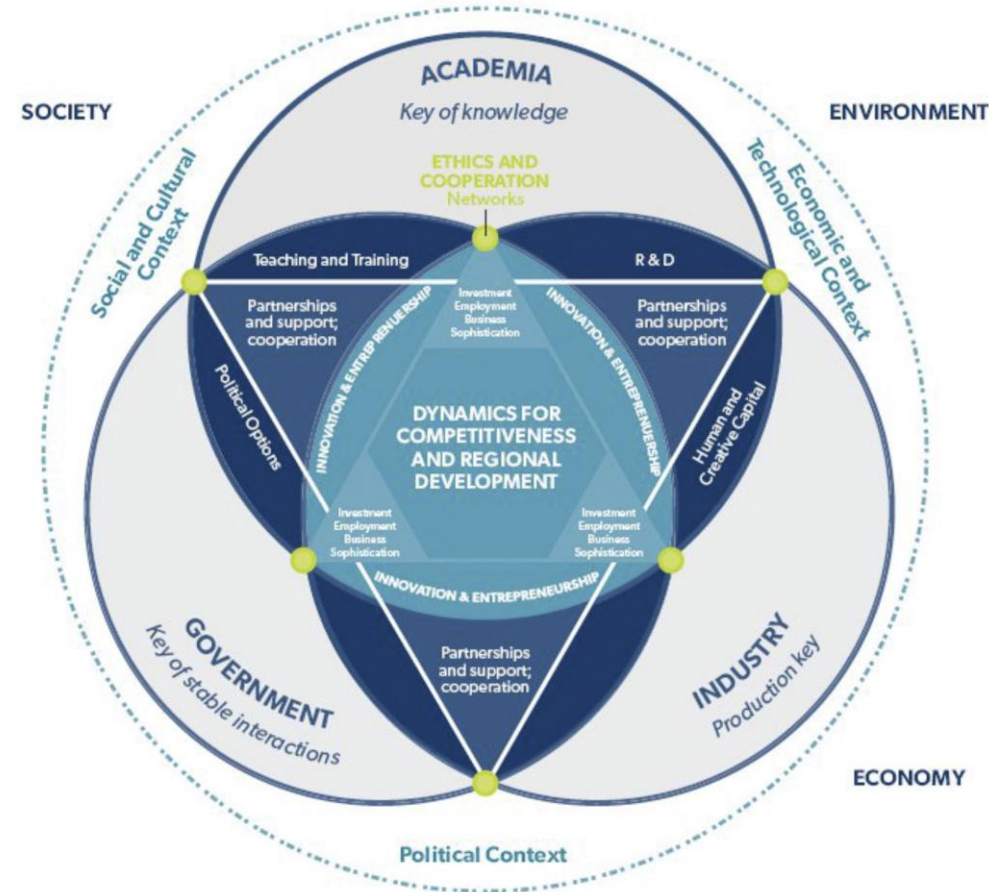 ACADEMIA
Key of knowledge
SOCIETY
ENVIRONMENT
Social and Cultural
Context
Economic and
Technological Context
ETHICS AND
COOPERATION
Networks
Teaching and Training
R & D
Partnerships
and support;
cooperation
Investment
Employment
Business
Sophistication
Partnerships
and support;
cooperation
INNOVATION & ENTREPRENUERSHIP
INNOVATION & ENTREPRENUERSHIP
Political Options
Human and
Creative Capital
DYNAMICS FOR
COMPETITIVENESS
AND REGIONAL
DEVELOPMENT
Investment
Employment
Business
Sophistication
Investment
Employment
Business
Sophistication
INNOVATION & ENTREPRENEURSHIP
GOVERNMENT
Key of stable interactions
Partnerships
and support;
cooperation
INDUSTRY
Production key
ECONOMY
Political Context